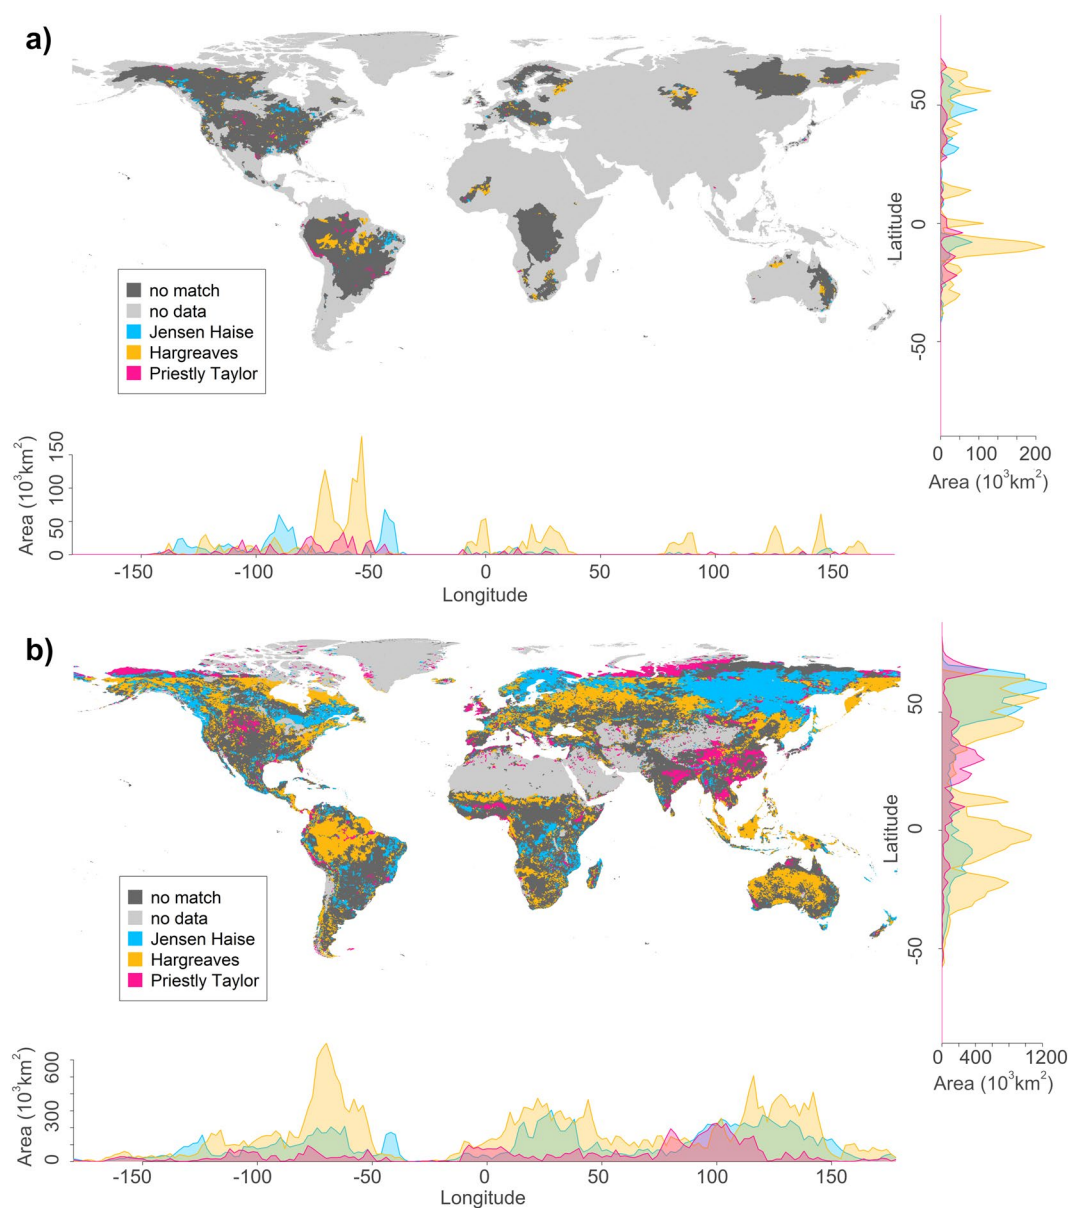 a)
50
0
-50
Latitude
no match
no data
Jensen Haise
Hargreaves
Priestly Taylor
0 100 200
Area (10³km²)
150
100
50
0
Area (10³km²)
-150 -100 -50 0 50 100 150
Longitude
b)
50
0
-50
Latitude
no match
no data
Jensen Haise
Hargreaves
Priestly Taylor
0 400 1200
Area (10³km²)
600
300
0
Area (10³km²)
-150 -100 -50 0 50 100 150
Longitude